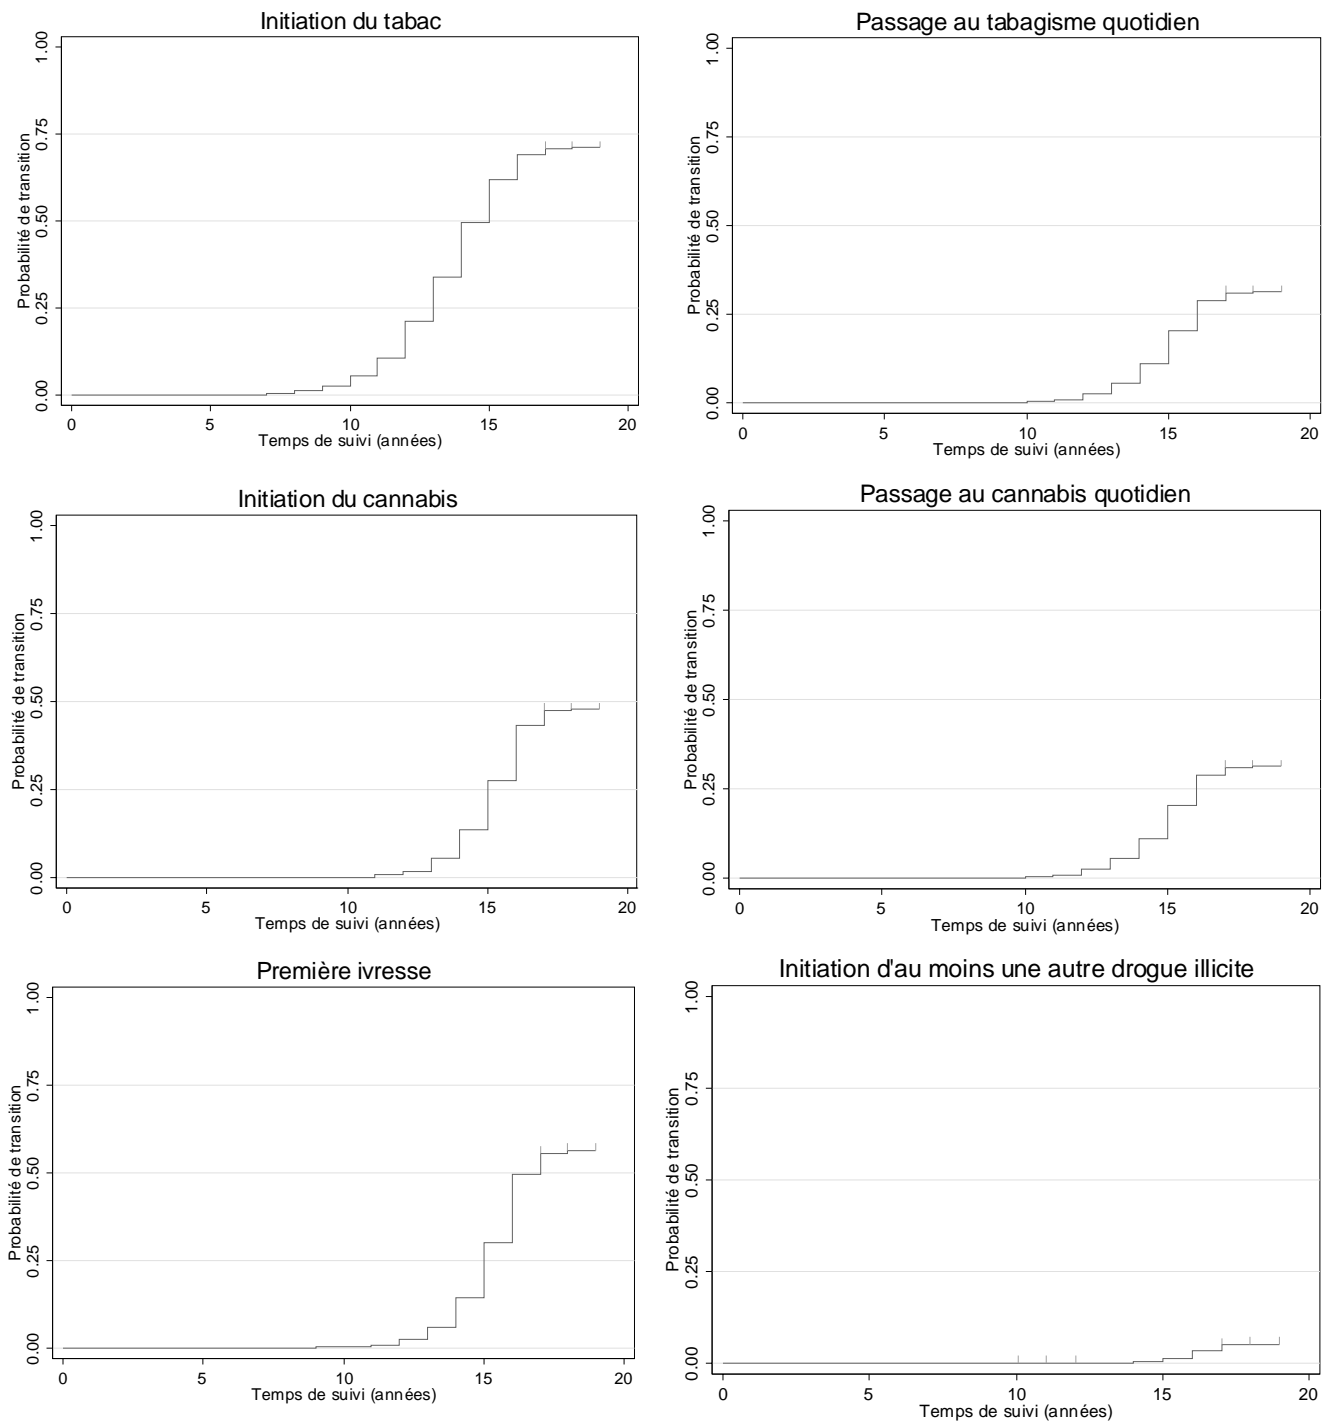 Initiation du tabac
Probabilité de transition
1.00
0.75
0.50
0.25
0.00
0 5 10 15 20
Temps de suivi (années)
Passage au tabagisme quotidien
Probabilité de transition
1.00
0.75
0.50
0.25
0.00
0 5 10 15 20
Temps de suivi (années)
Initiation du cannabis
Probabilité de transition
1.00
0.75
0.50
0.25
0.00
0 5 10 15 20
Temps de suivi (années)
Passage au cannabis quotidien
Probabilité de transition
1.00
0.75
0.50
0.25
0.00
0 5 10 15 20
Temps de suivi (années)
Première ivresse
Probabilité de transition
1.00
0.75
0.50
0.25
0.00
0 5 10 15 20
Temps de suivi (années)
Initiation d'au moins une autre drogue illicite
Probabilité de transition
1.00
0.75
0.50
0.25
0.00
0 5 10 15 20
Temps de suivi (années)